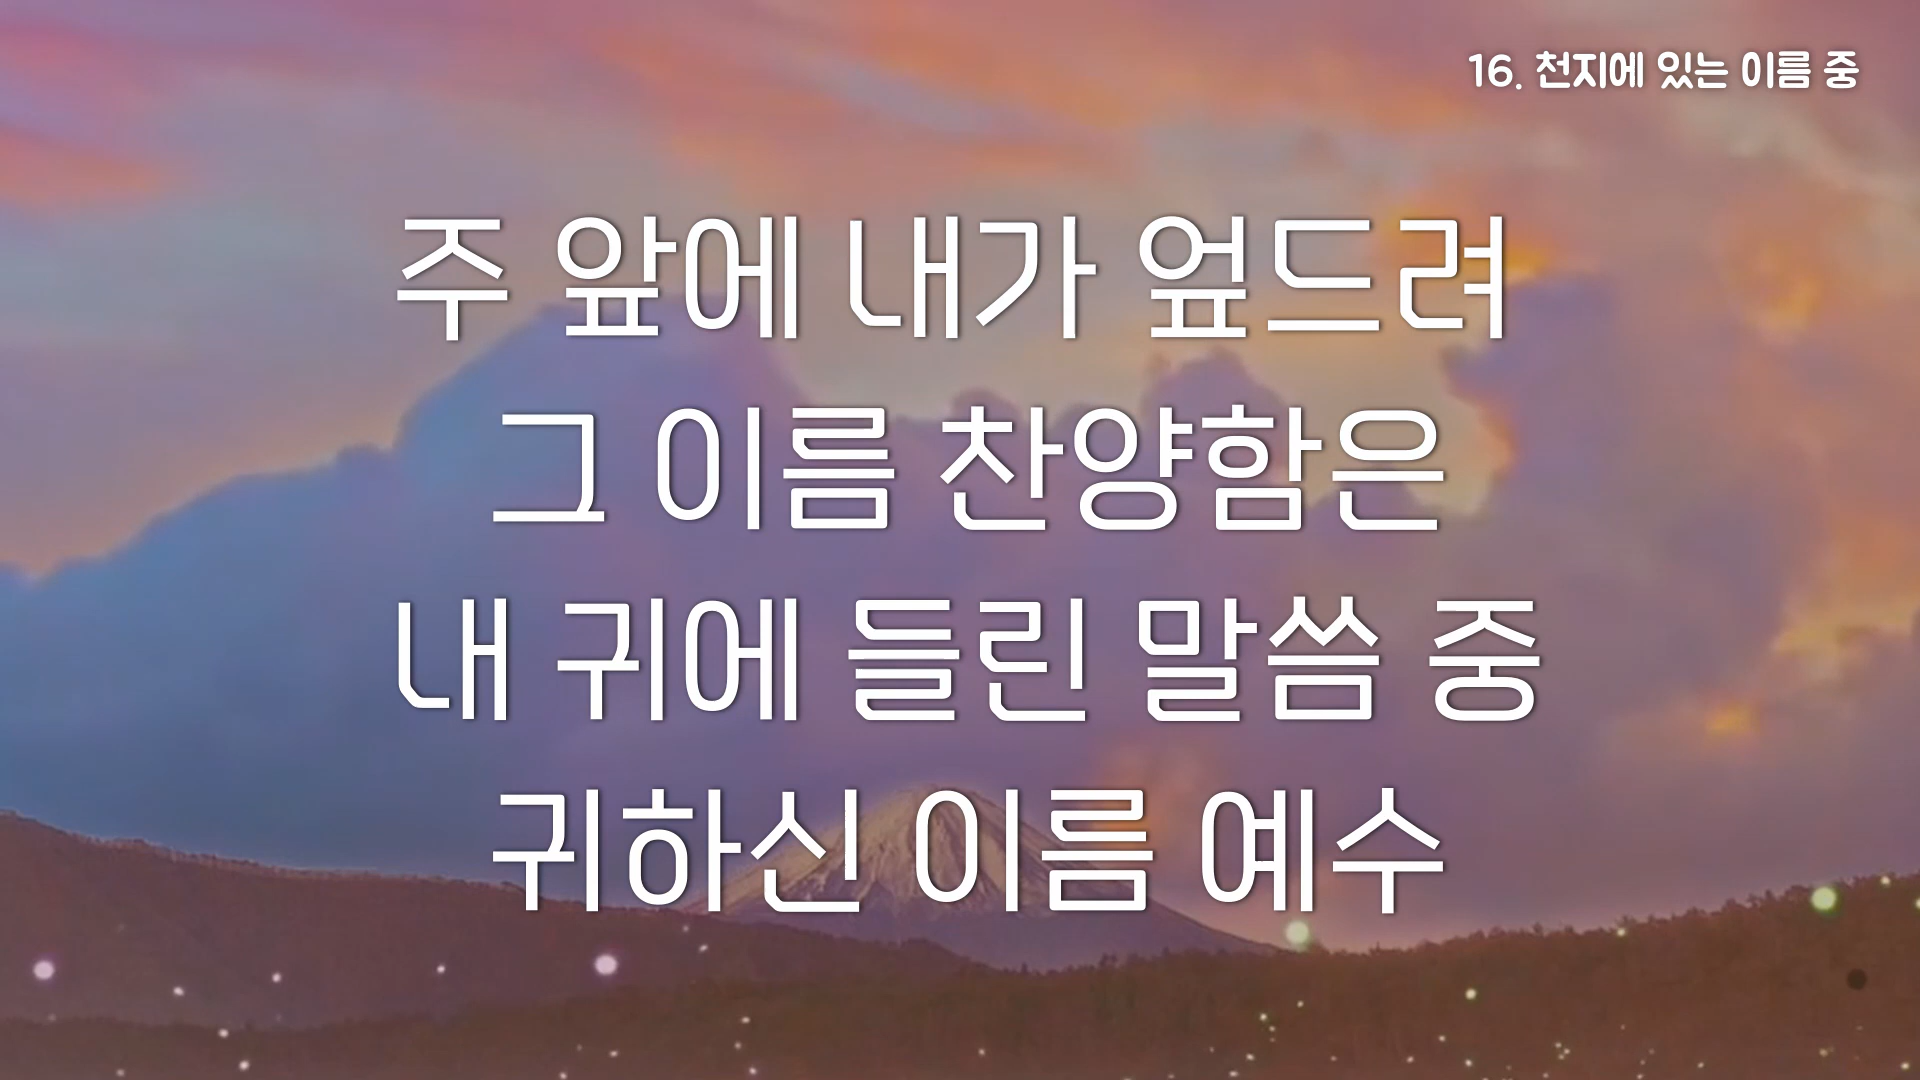 16. 천지에 있는 이름 중
주 앞에 내가 엎드려
그 이름 찬양함은
내 귀에 들린 말씀 중
귀하신 이름 예수